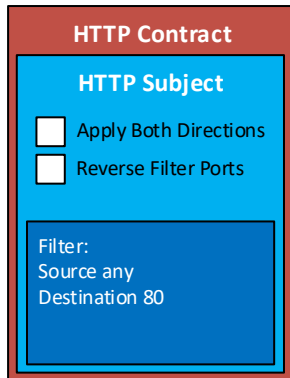 HTTP Contract
HTTP Subject
Apply Both Directions
Reverse Filter Ports
Filter:
Source any
Destination 80